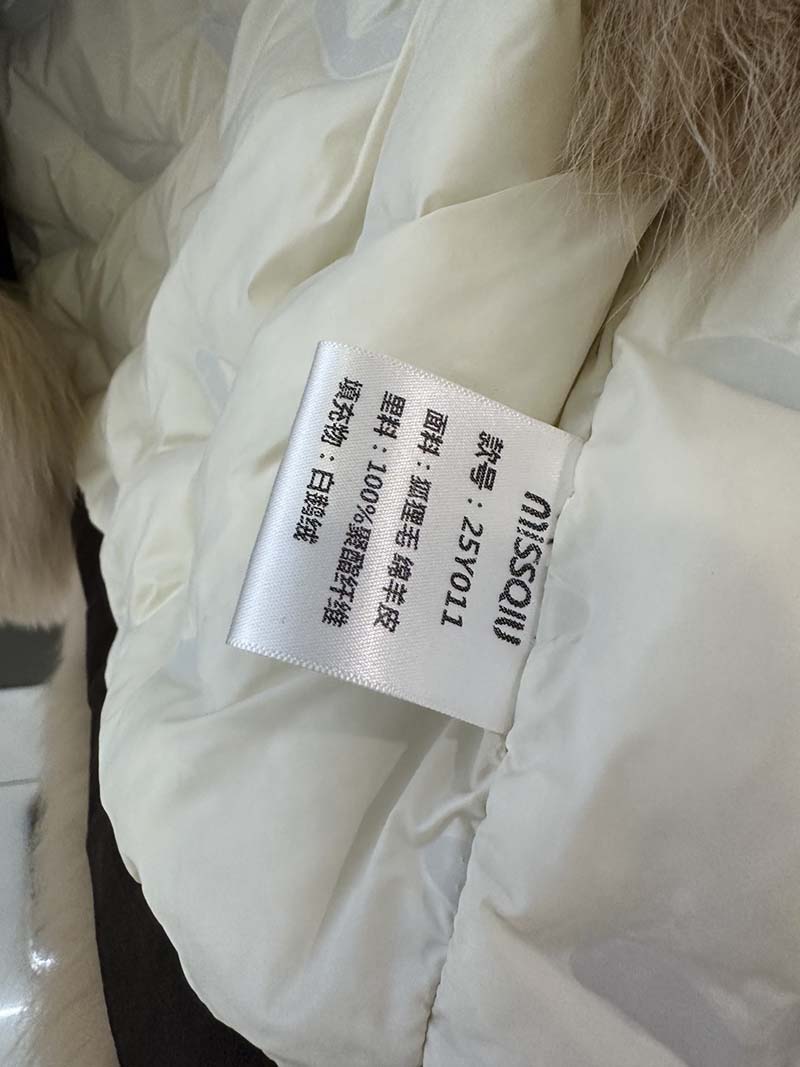 MISSQIU
款号：25Y011
面料：狐狸毛 绵羊皮
里料：100%聚酯纤维
填充物：白鹅绒